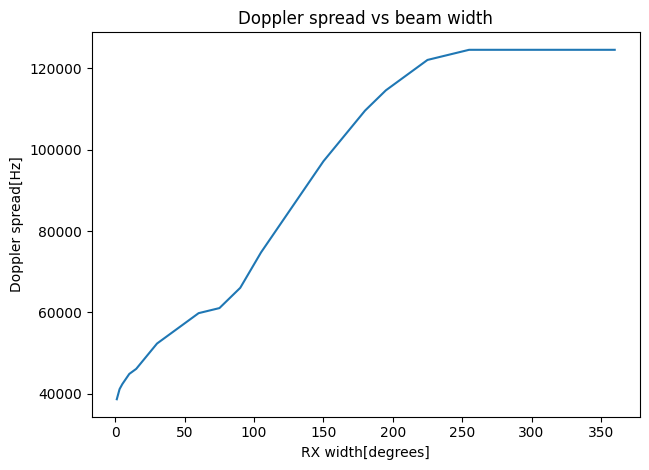 Doppler spread vs beam width
120000
100000
80000
60000
40000
Doppler spread[Hz]
0 50 100 150 200 250 300 350
RX width[degrees]